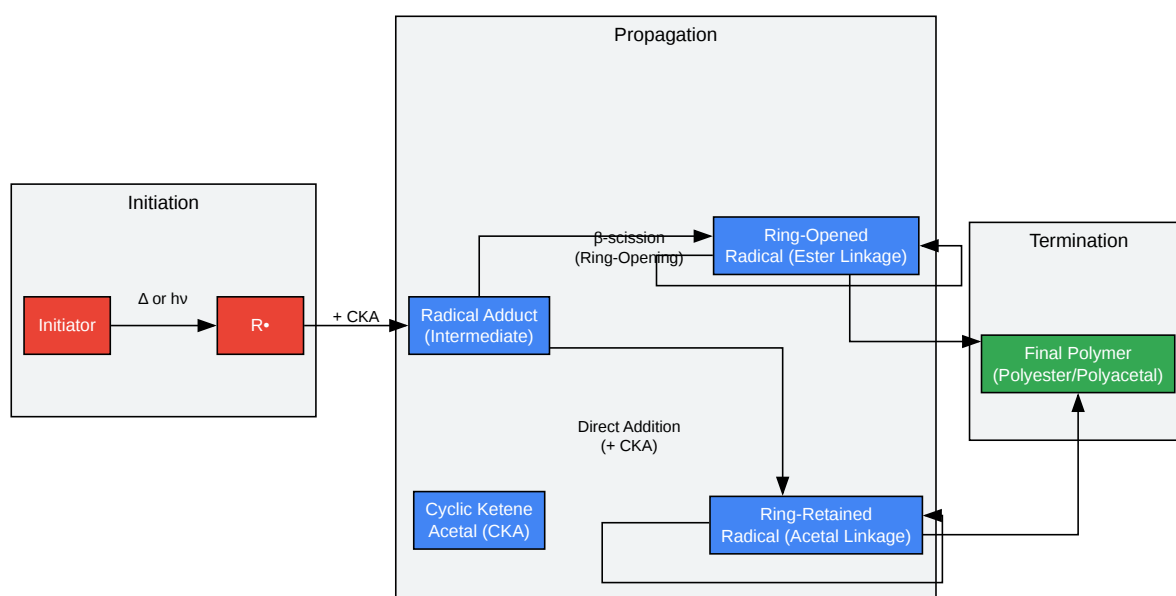 Propagation
Initiation
Initiator
Δ or hν
R•
+ CKA
Radical Adduct
(Intermediate)
β-scission
(Ring-Opening)
Ring-Opened
Radical (Ester Linkage)
Direct Addition
(+ CKA)
Cyclic Ketene
Acetal (CKA)
Ring-Retained
Radical (Acetal Linkage)
Termination
Final Polymer
(Polyester/Polyacetal)